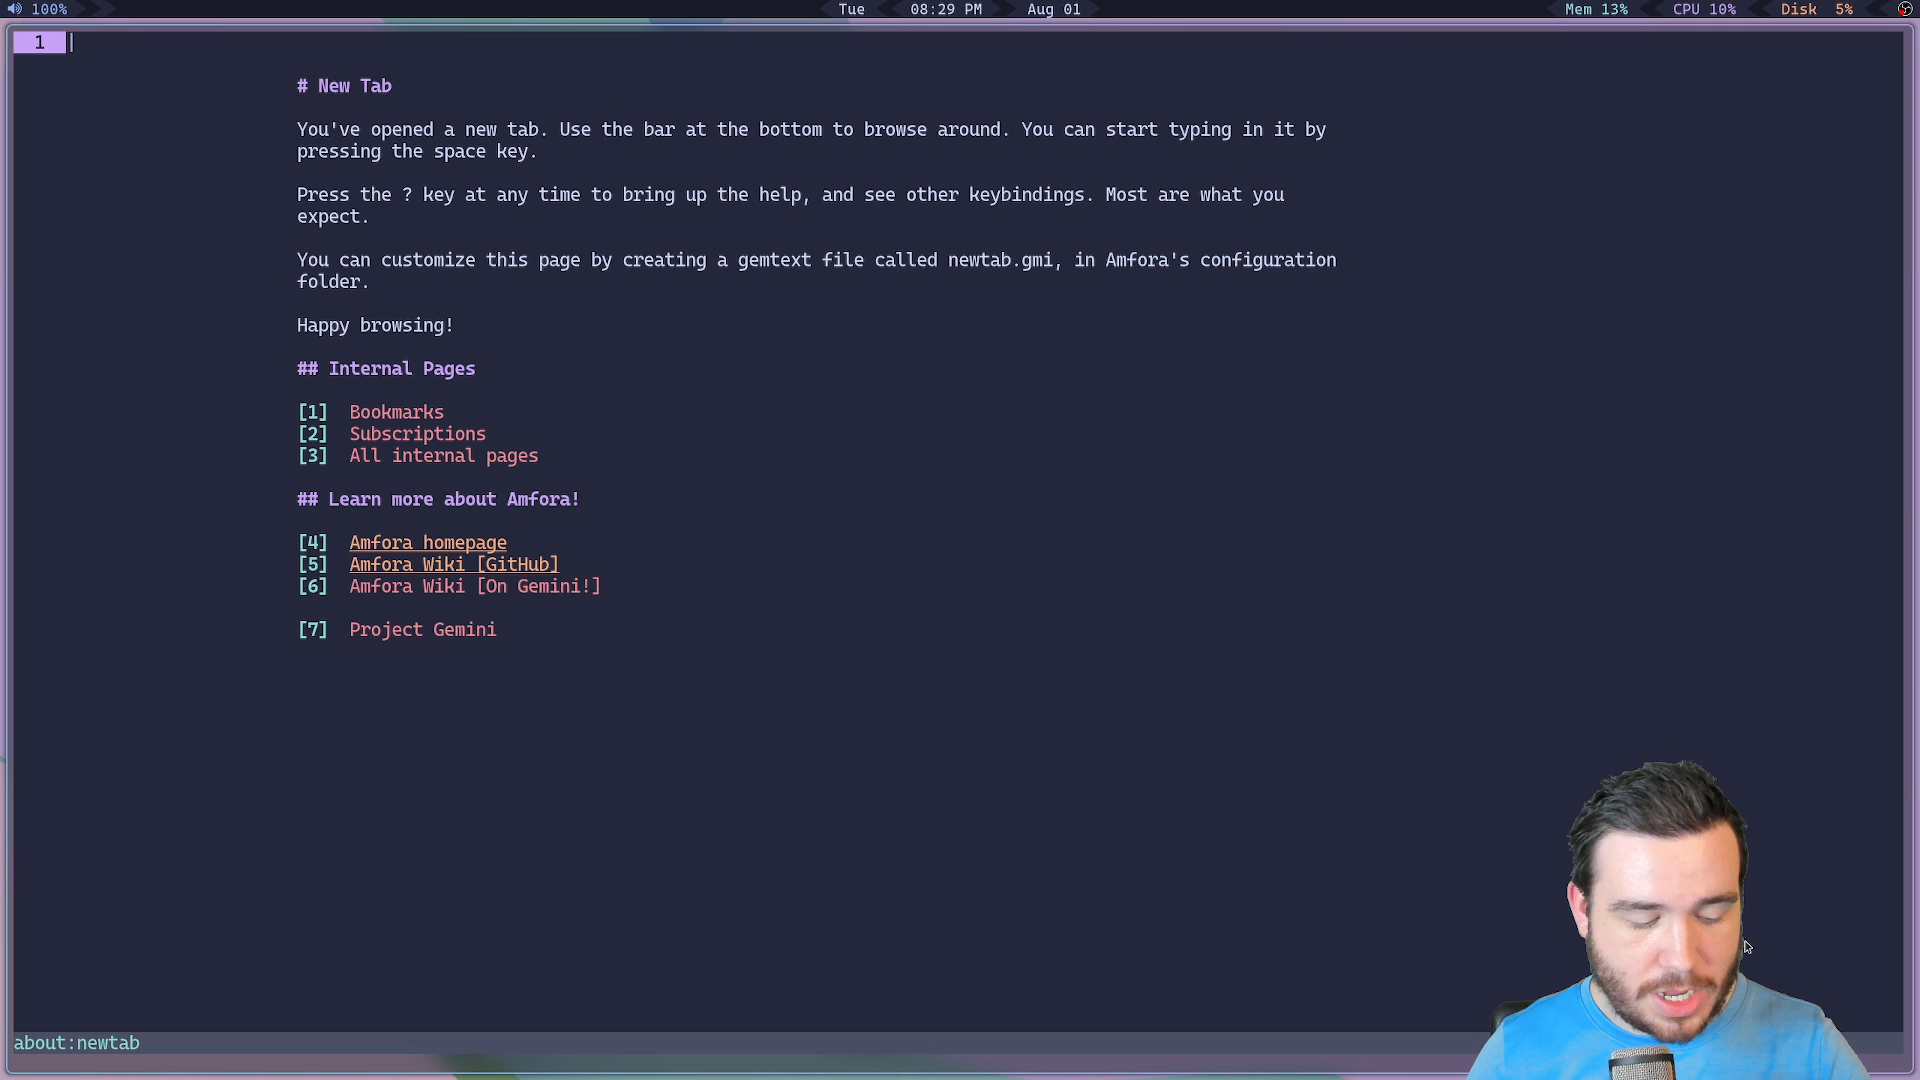 100%
Tue 08:29 PM Aug 01
Mem 13% CPU 10% Disk 5%
1
# New Tab
You've opened a new tab. Use the bar at the bottom to browse around. You can start typing in it by
pressing the space key.
Press the ? key at any time to bring up the help, and see other keybindings. Most are what you
expect.
You can customize this page by creating a gemtext file called newtab.gmi, in Amfora's configuration
folder.
Happy browsing!
## Internal Pages
[1] Bookmarks
[2] Subscriptions
[3] All internal pages
## Learn more about Amfora!
[4] Amfora homepage
[5] Amfora Wiki [GitHub]
[6] Amfora Wiki [On Gemini!]
[7] Project Gemini
about:newtab